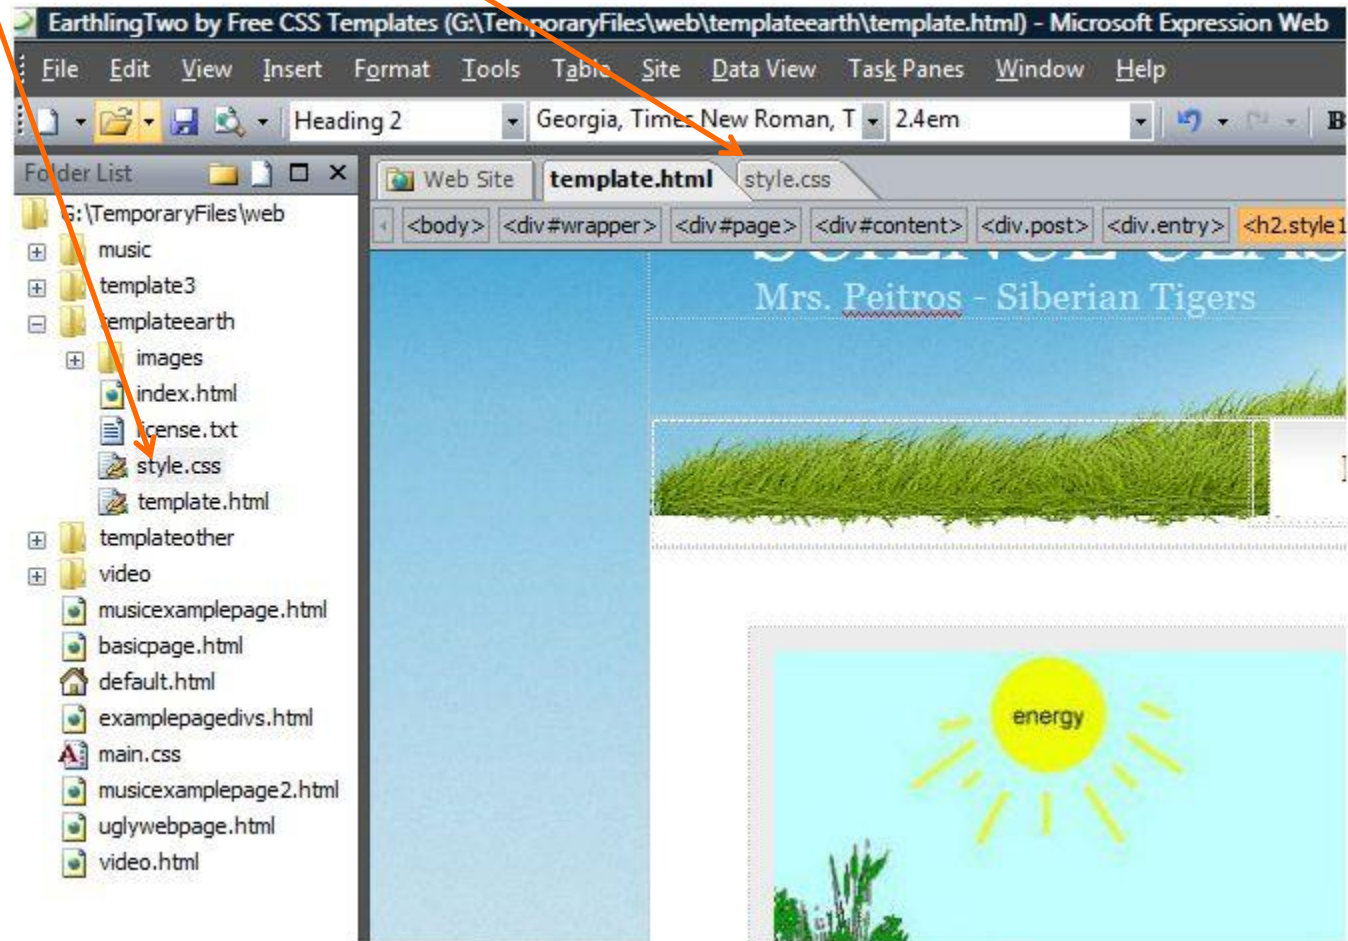 EarthlingTwo by Free CSS Templates (G:\TemporaryFiles\web\templateearth\template.html) - Microsoft Expression Web
File Edit View Insert Format Tools Table Site Data View Task Panes Window Help
Heading 2 Georgia, Times New Roman, T 2.4em B
Folder List
Web Site template.html style.css
G:\TemporaryFiles\web
<body> <div#wrapper> <div#page> <div#content> <div.post> <div.entry> <h2.style1
music
template3
templateearth
images
index.html
license.txt
style.css
template.html
templateother
video
musicexamplepage.html
basicpage.html
default.html
examplepagedivs.html
main.css
musicexamplepage2.html
uglywebpage.html
video.html
SCIENCE CLAS
Mrs. Peitros - Siberian Tigers
energy